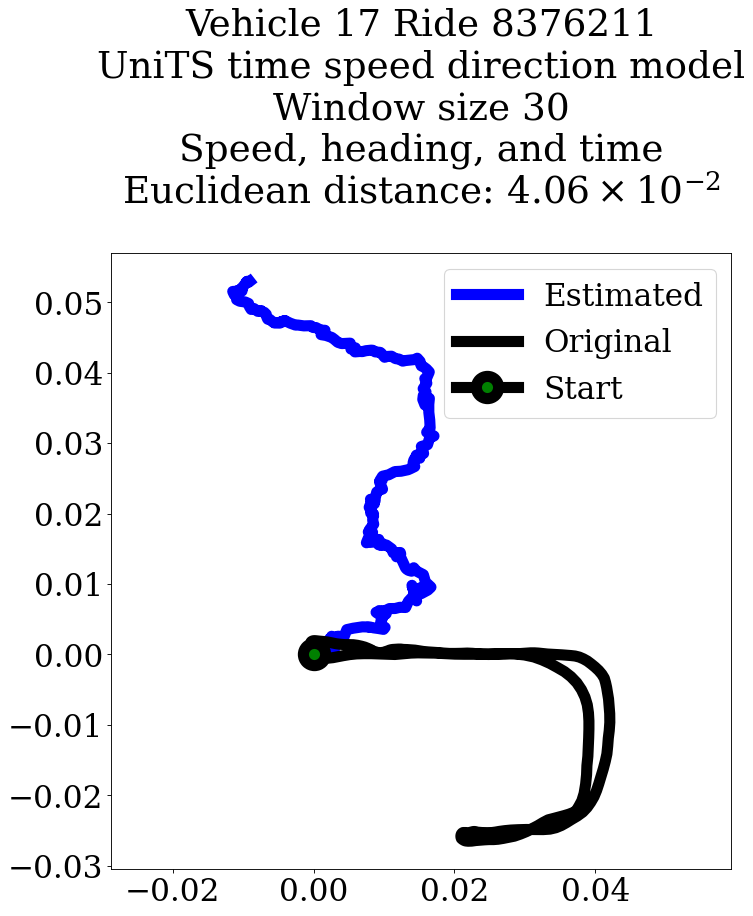 Vehicle 17 Ride 8376211
UniTS time speed direction model
Window size 30
Speed, heading, and time
Euclidean distance: 4.06 × 10⁻²
Estimated
Original
Start
0.05
0.04
0.03
0.02
0.01
0.00
−0.01
−0.02
−0.03
−0.02 0.00 0.02 0.04